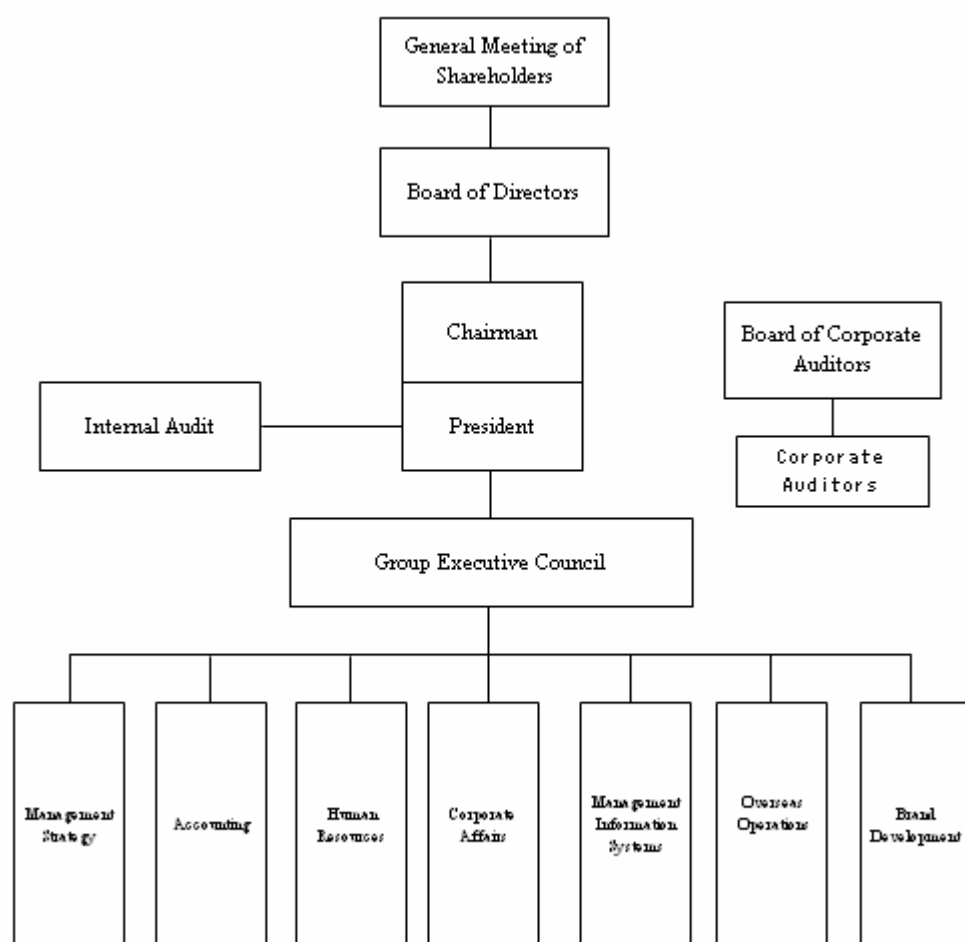 General Meeting of
Shareholders
Board of Directors
Chairman
Board of Corporate
Auditors
Internal Audit
President
Corporate
Auditors
Group Executive Council
Management
Strategy
Accounting
Human
Resources
Corporate
Affairs
Management
Information
Systems
Overseas
Operations
Brand
Development